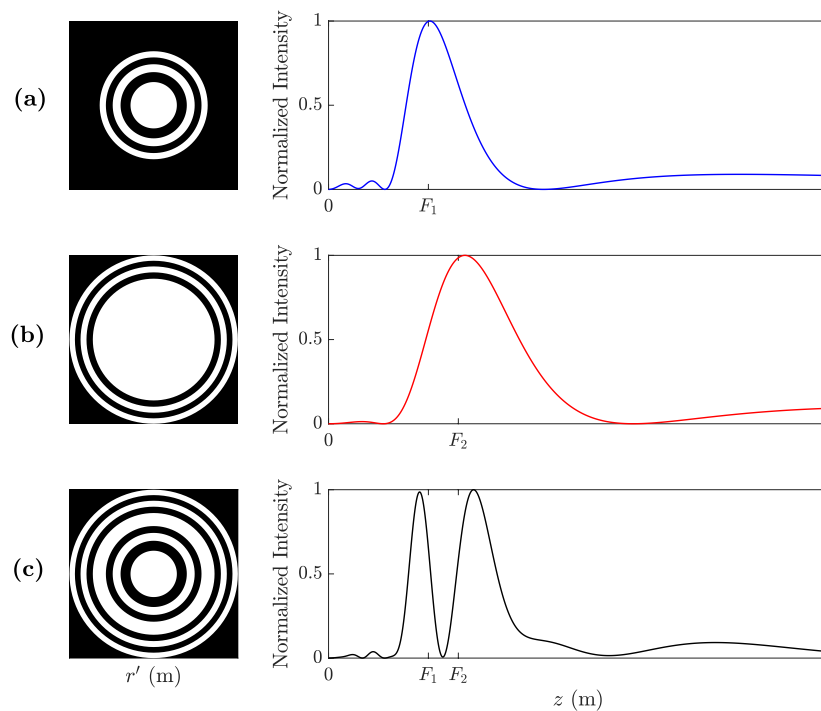 (a)
Normalized Intensity
1
0.5
0
0
F₁
(b)
Normalized Intensity
1
0.5
0
0
F₂
(c)
Normalized Intensity
1
0.5
0
0
F₁
F₂
r′ (m)
z (m)